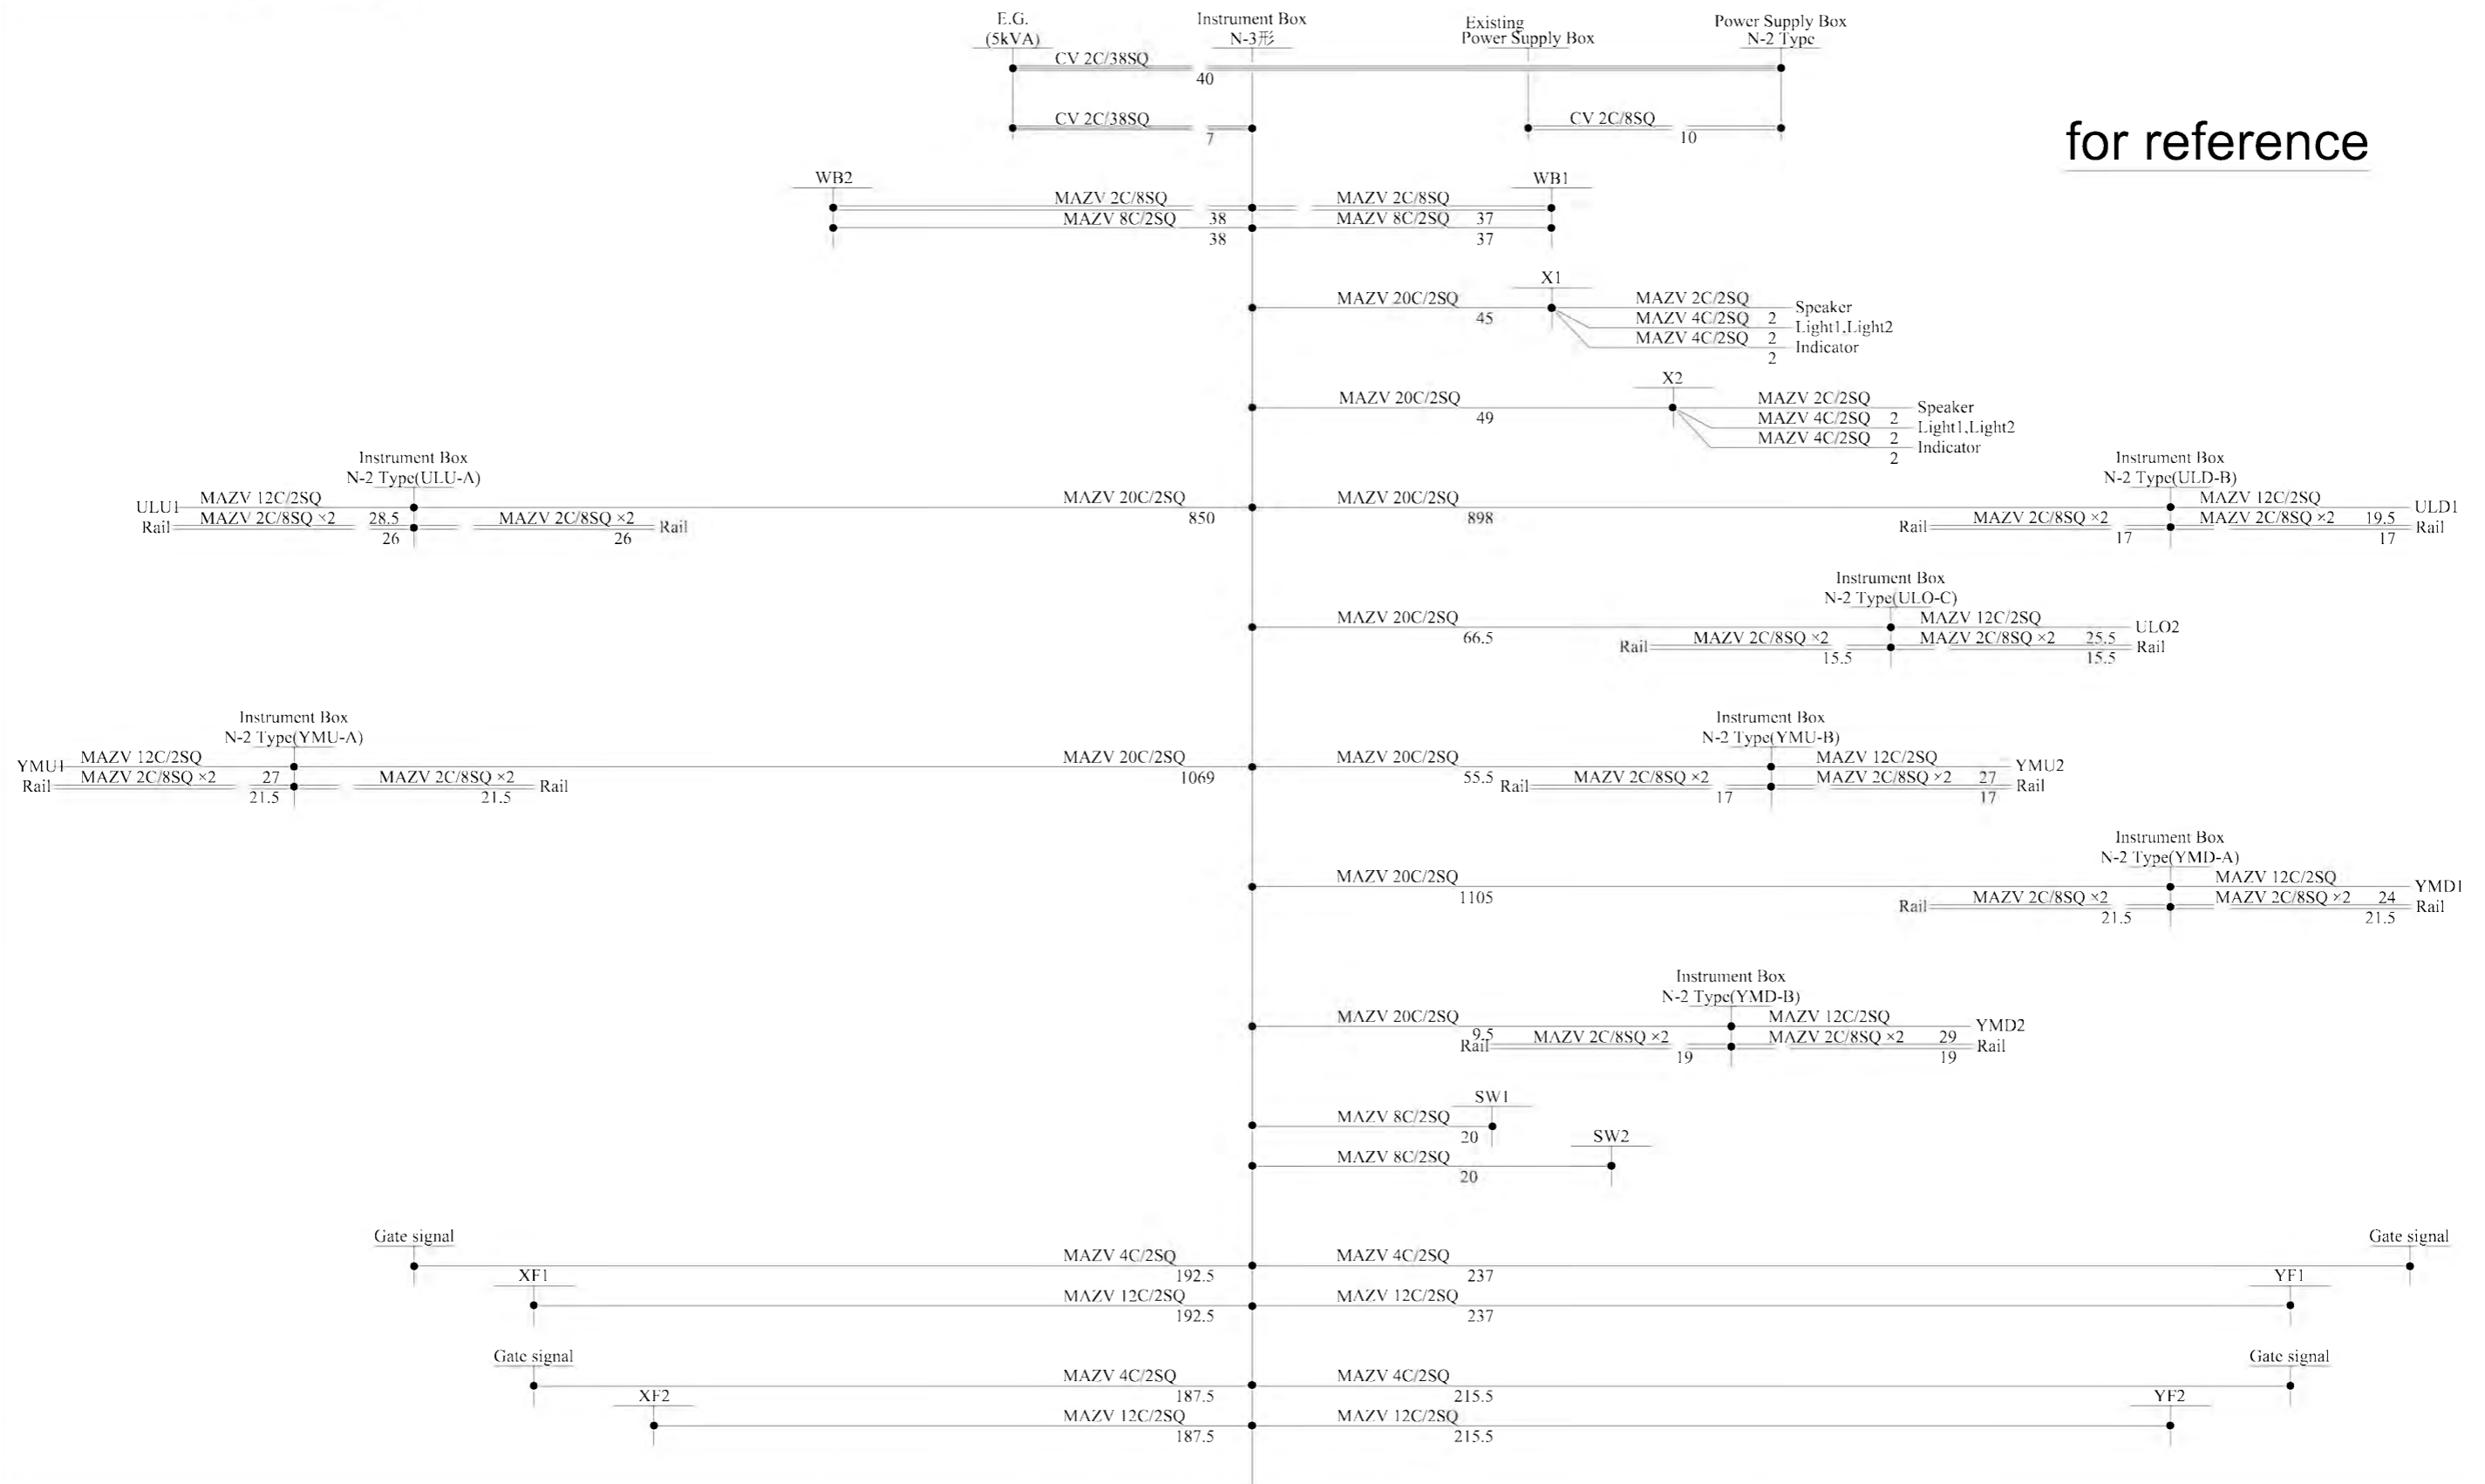 E.G.
(5kVA)
Instrument Box
N-3形
Existing
Power Supply Box
Power Supply Box
N-2 Type
CV 2C/38SQ
40
CV 2C/38SQ
7
CV 2C/8SQ
10
for reference
WB2
WB1
MAZV 2C/8SQ
38
MAZV 2C/8SQ
37
MAZV 8C/2SQ
38
MAZV 8C/2SQ
37
X1
MAZV 20C/2SQ
45
MAZV 2C/2SQ
2
Speaker
MAZV 4C/2SQ
2
Light1,Light2
MAZV 4C/2SQ
2
Indicator
X2
MAZV 20C/2SQ
49
MAZV 2C/2SQ
2
Speaker
MAZV 4C/2SQ
2
Light1,Light2
MAZV 4C/2SQ
2
Indicator
Instrument Box
N-2 Type(ULU-A)
ULU1
MAZV 12C/2SQ
28.5
MAZV 20C/2SQ
850
Rail
MAZV 2C/8SQ ×2
26
MAZV 2C/8SQ ×2
26
Rail
Instrument Box
N-2 Type(ULD-B)
MAZV 20C/2SQ
898
MAZV 12C/2SQ
19.5
ULD1
Rail
MAZV 2C/8SQ ×2
17
MAZV 2C/8SQ ×2
17
Rail
Instrument Box
N-2 Type(ULO-C)
MAZV 20C/2SQ
66.5
MAZV 12C/2SQ
25.5
ULO2
Rail
MAZV 2C/8SQ ×2
15.5
MAZV 2C/8SQ ×2
15.5
Rail
Instrument Box
N-2 Type(YMU-A)
YMU1
MAZV 12C/2SQ
27
MAZV 20C/2SQ
1069
Rail
MAZV 2C/8SQ ×2
21.5
MAZV 2C/8SQ ×2
21.5
Rail
Instrument Box
N-2 Type(YMU-B)
MAZV 20C/2SQ
55.5
MAZV 12C/2SQ
27
YMU2
Rail
MAZV 2C/8SQ ×2
17
MAZV 2C/8SQ ×2
17
Rail
Instrument Box
N-2 Type(YMD-A)
MAZV 20C/2SQ
1105
MAZV 12C/2SQ
24
YMD1
Rail
MAZV 2C/8SQ ×2
21.5
MAZV 2C/8SQ ×2
21.5
Rail
Instrument Box
N-2 Type(YMD-B)
MAZV 20C/2SQ
9.5
MAZV 12C/2SQ
29
YMD2
Rail
MAZV 2C/8SQ ×2
19
MAZV 2C/8SQ ×2
19
Rail
SW1
MAZV 8C/2SQ
20
SW2
MAZV 8C/2SQ
20
Gate signal
Gate signal
MAZV 4C/2SQ
192.5
MAZV 4C/2SQ
237
XF1
YF1
MAZV 12C/2SQ
192.5
MAZV 12C/2SQ
237
Gate signal
Gate signal
MAZV 4C/2SQ
187.5
MAZV 4C/2SQ
215.5
XF2
YF2
MAZV 12C/2SQ
187.5
MAZV 12C/2SQ
215.5